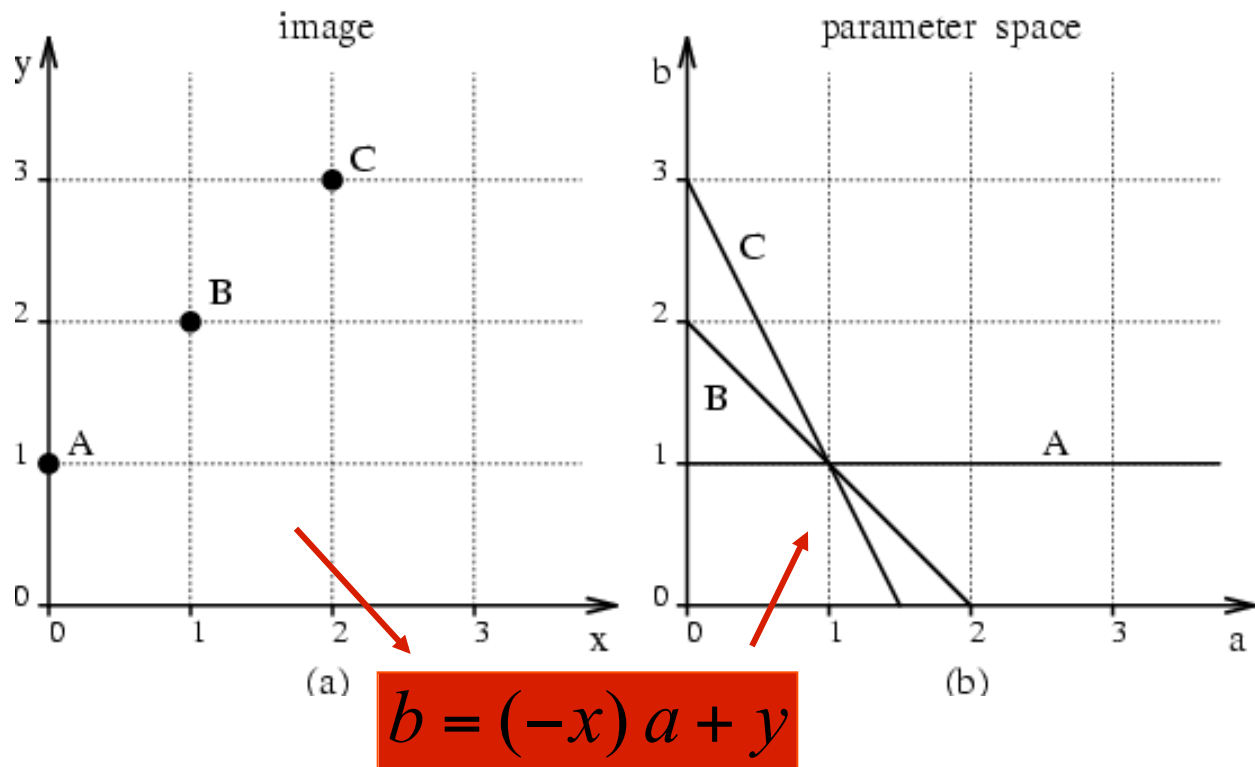 image
y
3
2
1
0
C
B
A
0 1 2 3
x
(a)
parameter space
b
3
2
1
0
C
B
A
0 1 2 3
a
(b)
b = (−x) a + y